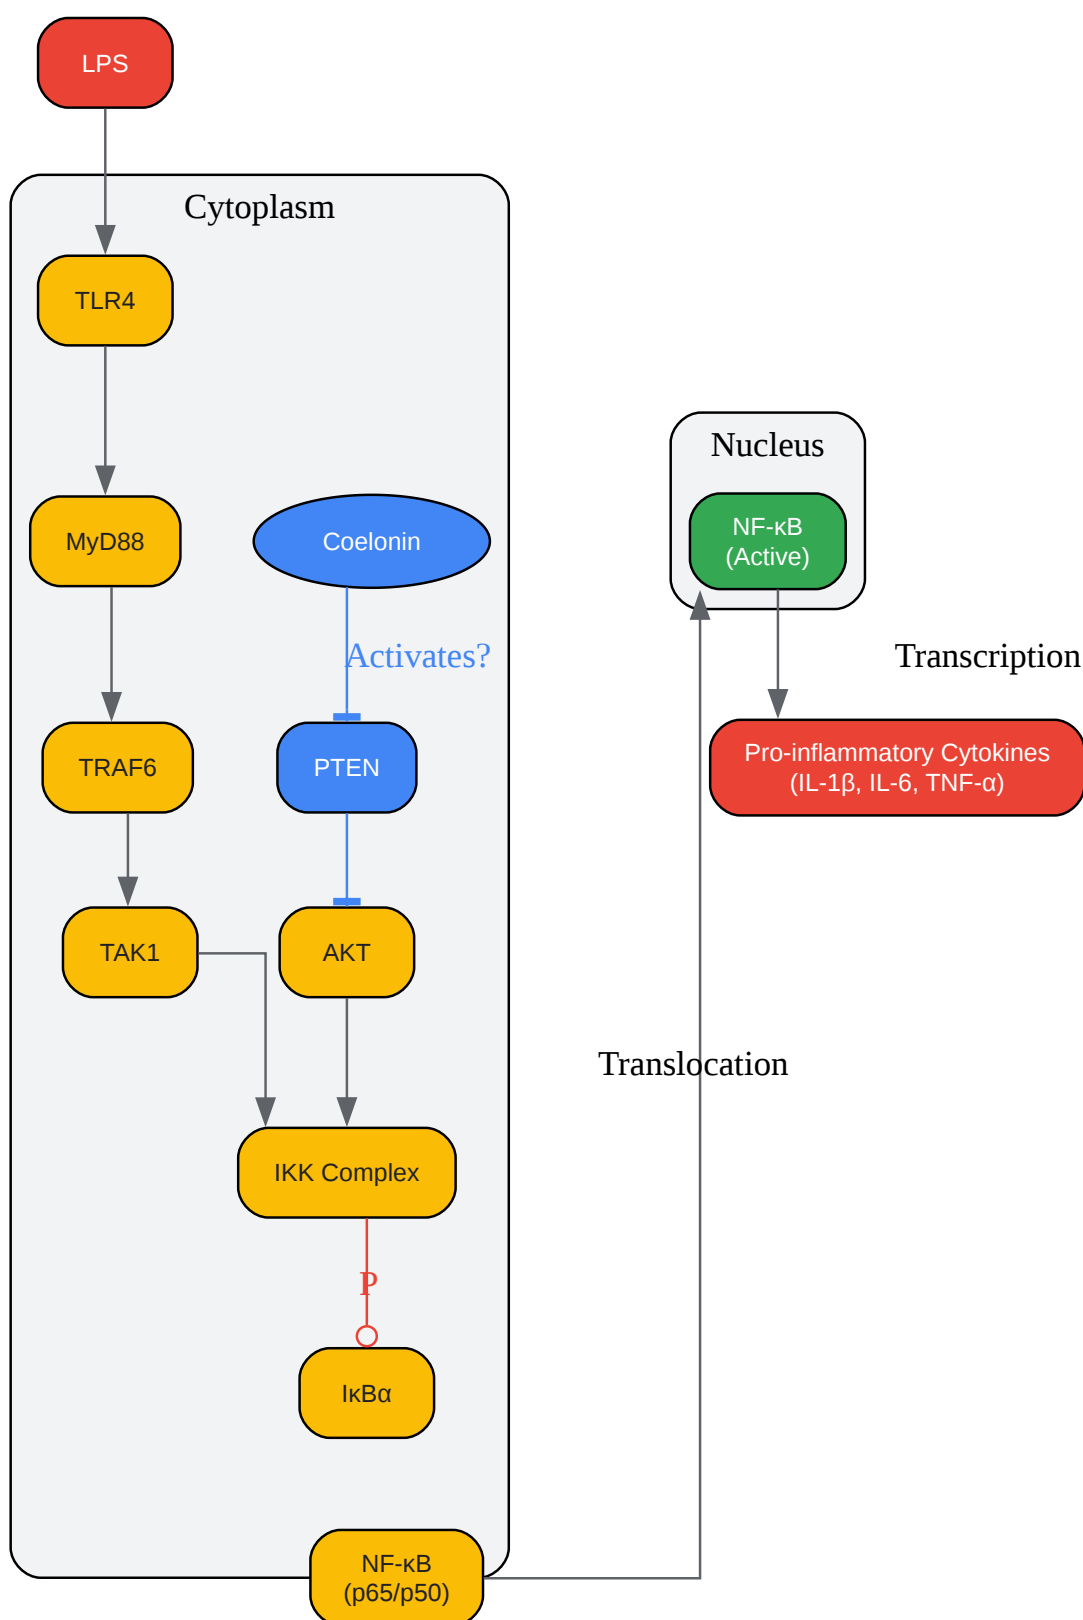 LPS
Cytoplasm
TLR4
MyD88
Coelonin
Activates?
TRAF6
PTEN
TAK1
AKT
IKK Complex
P
IκBα
NF-κB
(p65/p50)
Translocation
Nucleus
NF-κB
(Active)
Transcription
Pro-inflammatory Cytokines
(IL-1β, IL-6, TNF-α)